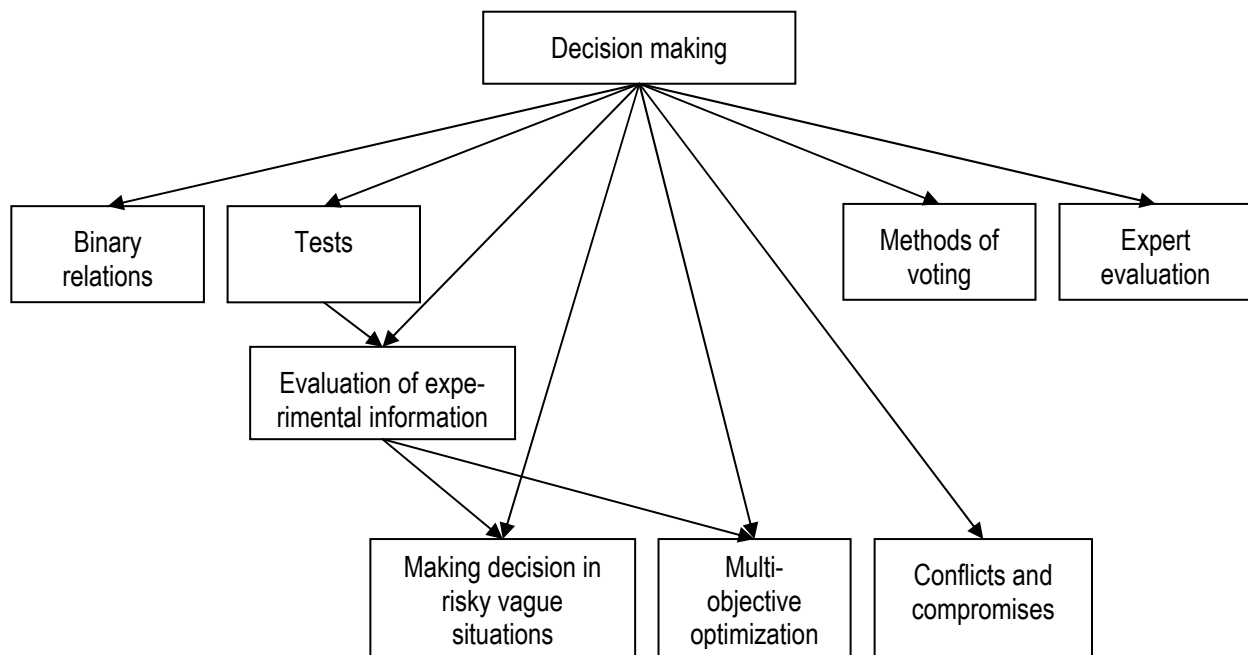 Decision making
Binary
relations
Tests
Methods of
voting
Expert
evaluation
Evaluation of expe-
rimental information
Making decision in
risky vague
situations
Multi-
objective
optimization
Conflicts and
compromises